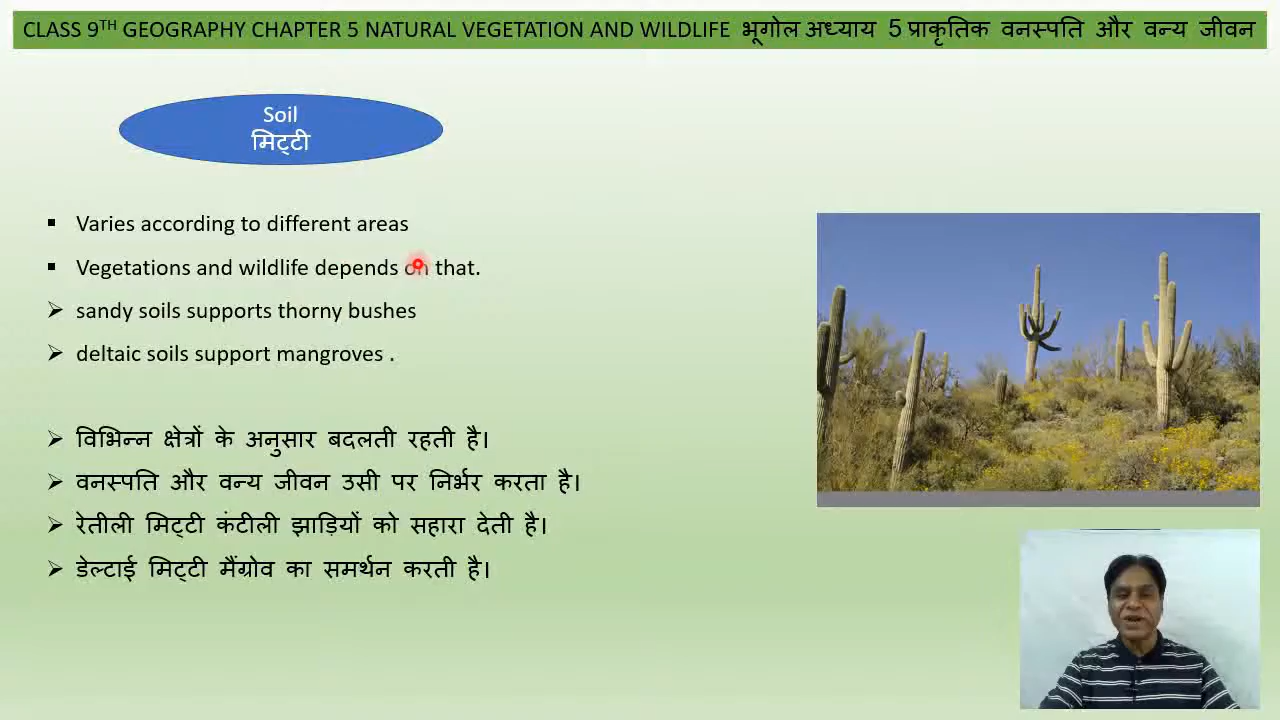 CLASS 9TH GEOGRAPHY CHAPTER 5 NATURAL VEGETATION AND WILDLIFE भूगोल अध्याय 5 प्राकृतिक वनस्पति और वन्य जीवन
Soil
मिट्टी
Varies according to different areas
Vegetations and wildlife depends on that.
sandy soils supports thorny bushes
deltaic soils support mangroves .
विभिन्न क्षेत्रों के अनुसार बदलती रहती है।
वनस्पति और वन्य जीवन उसी पर निर्भर करता है।
रेतीली मिट्टी कंटीली झाड़ियों को सहारा देती है।
डेल्टाई मिट्टी मैंग्रोव का समर्थन करती है।